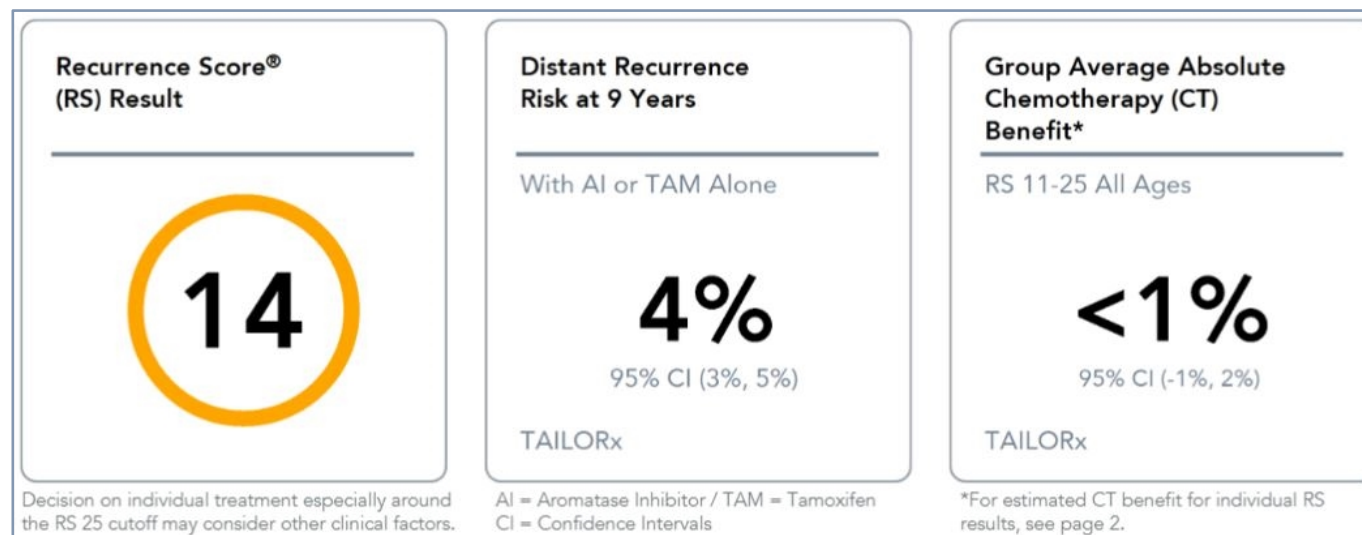 Recurrence Score®
(RS) Result
14
Decision on individual treatment especially around
the RS 25 cutoff may consider other clinical factors.
Distant Recurrence
Risk at 9 Years
With AI or TAM Alone
4%
95% CI (3%, 5%)
TAILORx
AI = Aromatase Inhibitor / TAM = Tamoxifen
CI = Confidence Intervals
Group Average Absolute
Chemotherapy (CT)
Benefit*
RS 11-25 All Ages
<1%
95% CI (-1%, 2%)
TAILORx
*For estimated CT benefit for individual RS
results, see page 2.